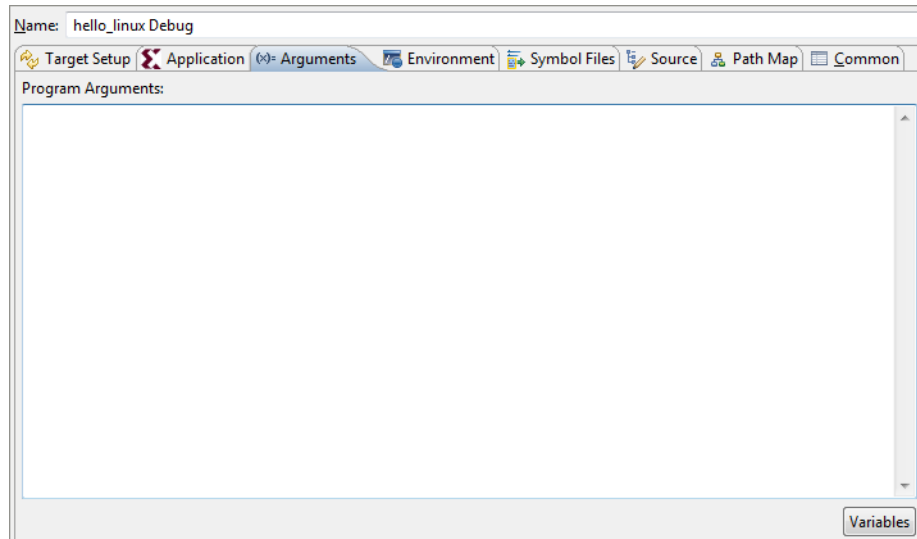 Name: hello_linux Debug
Target Setup Application (x)= Arguments Environment Symbol Files Source Path Map Common
Program Arguments:
Variables